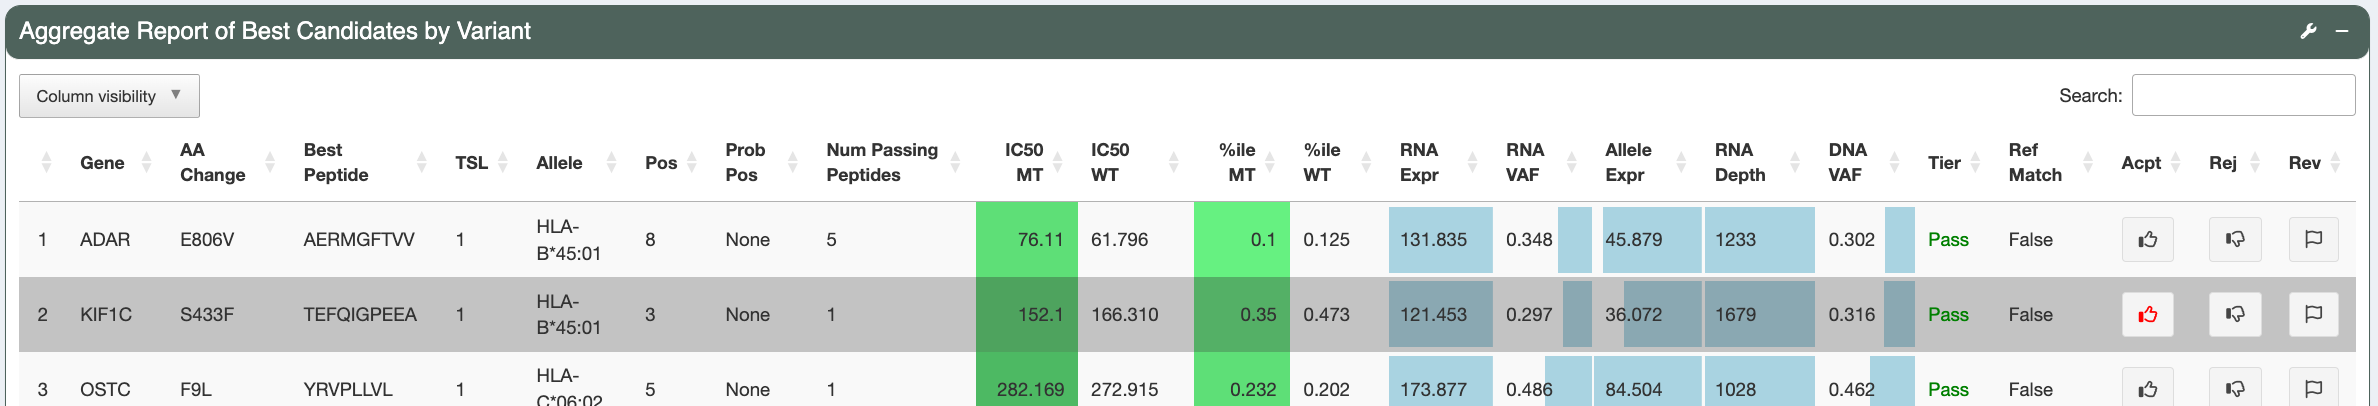 Aggregate Report of Best Candidates by Variant
Column visibility ▼
Search:
Gene AA Change Best Peptide TSL Allele Pos Prob Pos Num Passing Peptides IC50 MT IC50 WT %ile MT %ile WT RNA Expr RNA VAF Allele Expr RNA Depth DNA VAF Tier Ref Match Acpt Rej Rev
1 ADAR E806V AERMGFTVV 1 HLA-B*45:01 8 None 5 76.11 61.796 0.1 0.125 131.835 0.348 45.879 1233 0.302 Pass False
2 KIF1C S433F TEFQIGPEEA 1 HLA-B*45:01 3 None 1 152.1 166.310 0.35 0.473 121.453 0.297 36.072 1679 0.316 Pass False
3 OSTC F9L YRVPLLVL 1 HLA-C*06:02 5 None 1 282.169 272.915 0.232 0.202 173.877 0.486 84.504 1028 0.462 Pass False